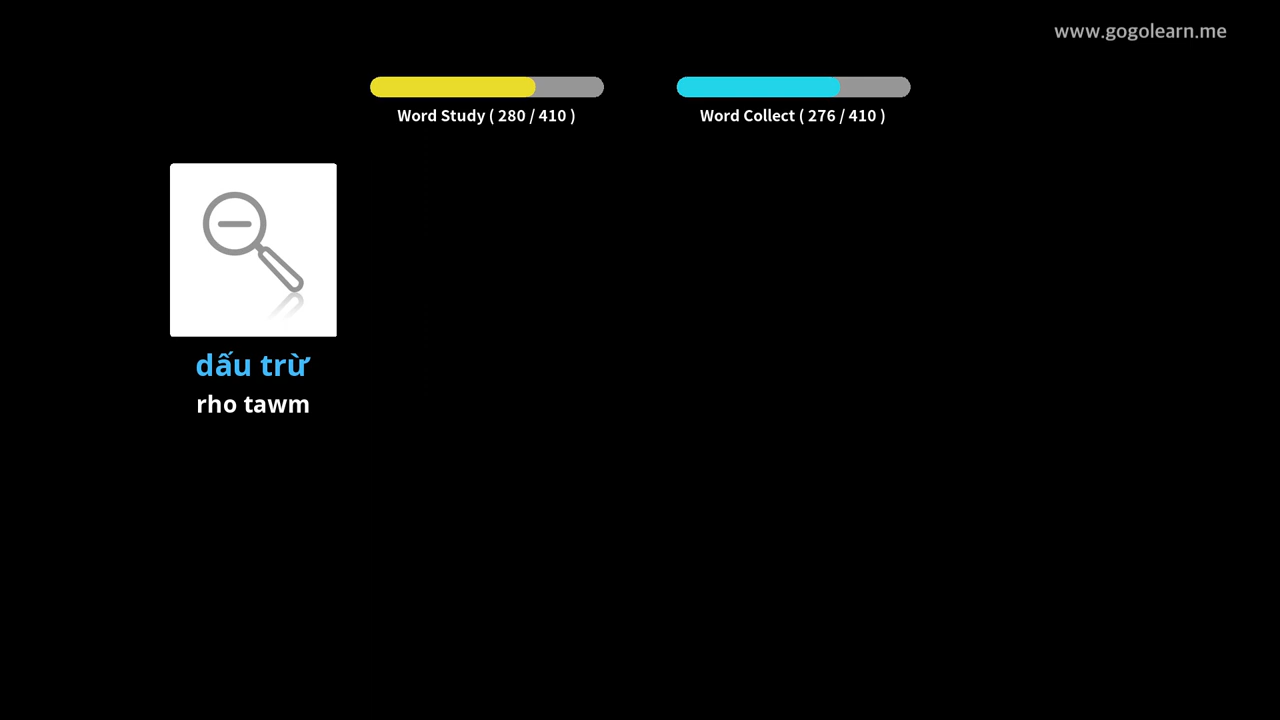 www.gogolearn.me
Word Study ( 280 / 410 )
Word Collect ( 276 / 410 )
dấu trừ
rho tawm